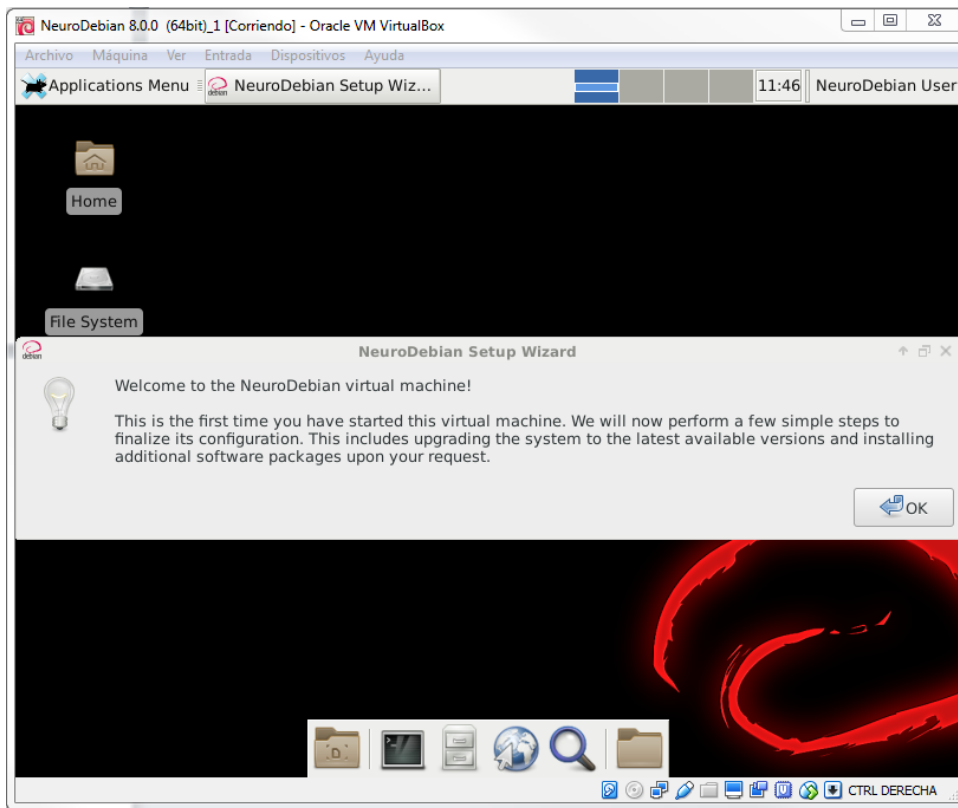 NeuroDebian 8.0.0 (64bit)_1 [Corriendo] - Oracle VM VirtualBox
Archivo Máquina Ver Entrada Dispositivos Ayuda
Applications Menu debian NeuroDebian Setup Wiz... 11:46 NeuroDebian User
Home
File System
debian NeuroDebian Setup Wizard
Welcome to the NeuroDebian virtual machine!
This is the first time you have started this virtual machine. We will now perform a few simple steps to
finalize its configuration. This includes upgrading the system to the latest available versions and installing
additional software packages upon your request.
OK
D
CTRL DERECHA